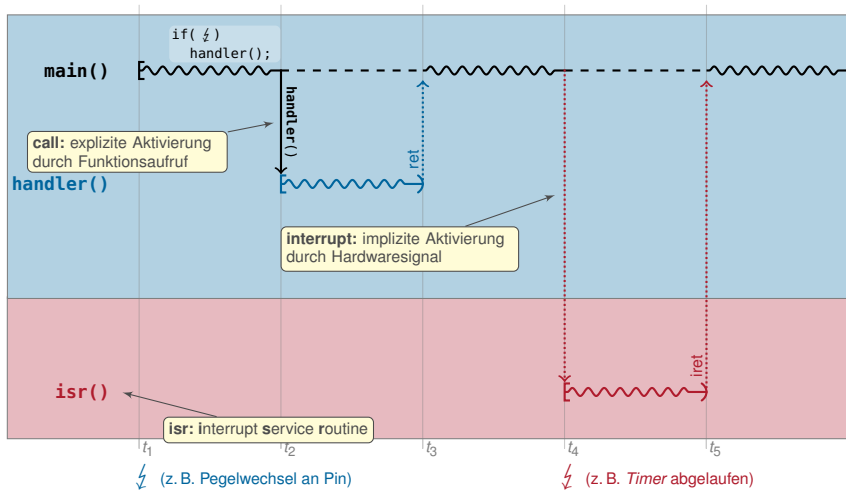 if(↯)
handler();
main()
handler()
call: explizite Aktivierung
durch Funktionsaufruf
ret
handler()
interrupt: implizite Aktivierung
durch Hardwaresignal
iret
isr()
isr: interrupt service routine
t1 t2 t3 t4 t5
↯ (z. B. Pegelwechsel an Pin) ↯ (z. B. Timer abgelaufen)